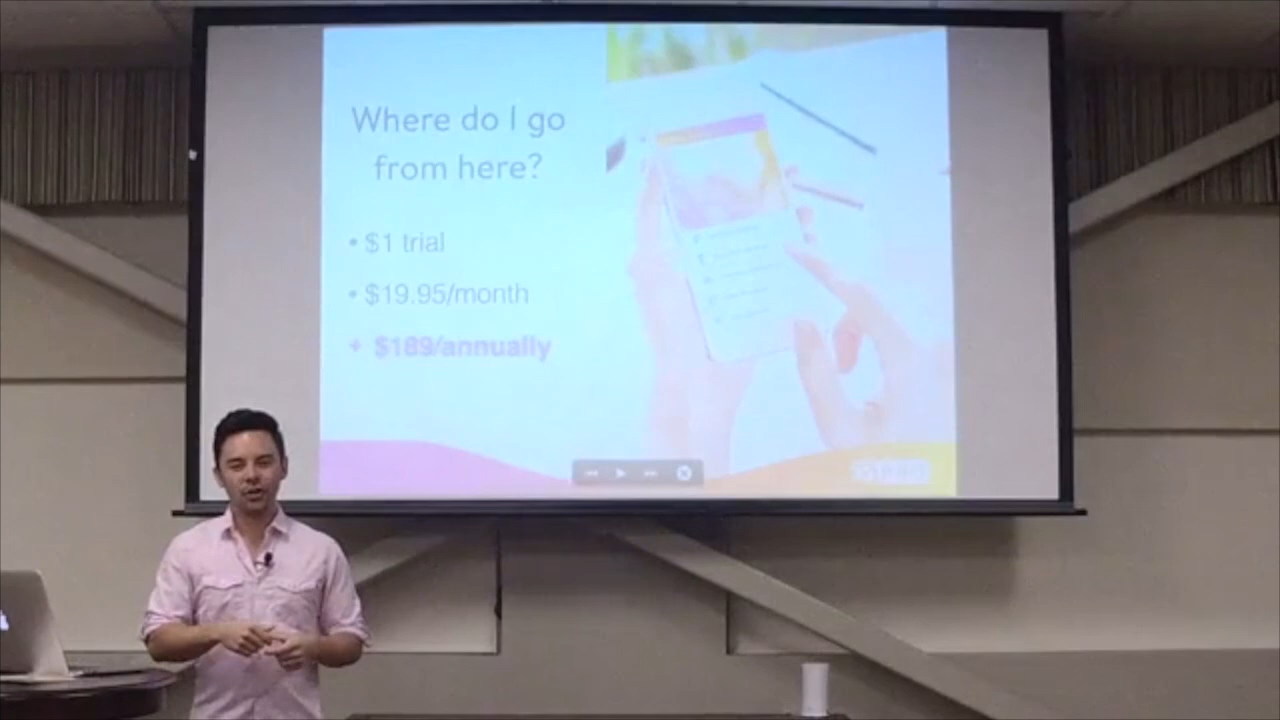 Where do I go
from here?
• $1 trial
• $19.95/month
• $189/annually